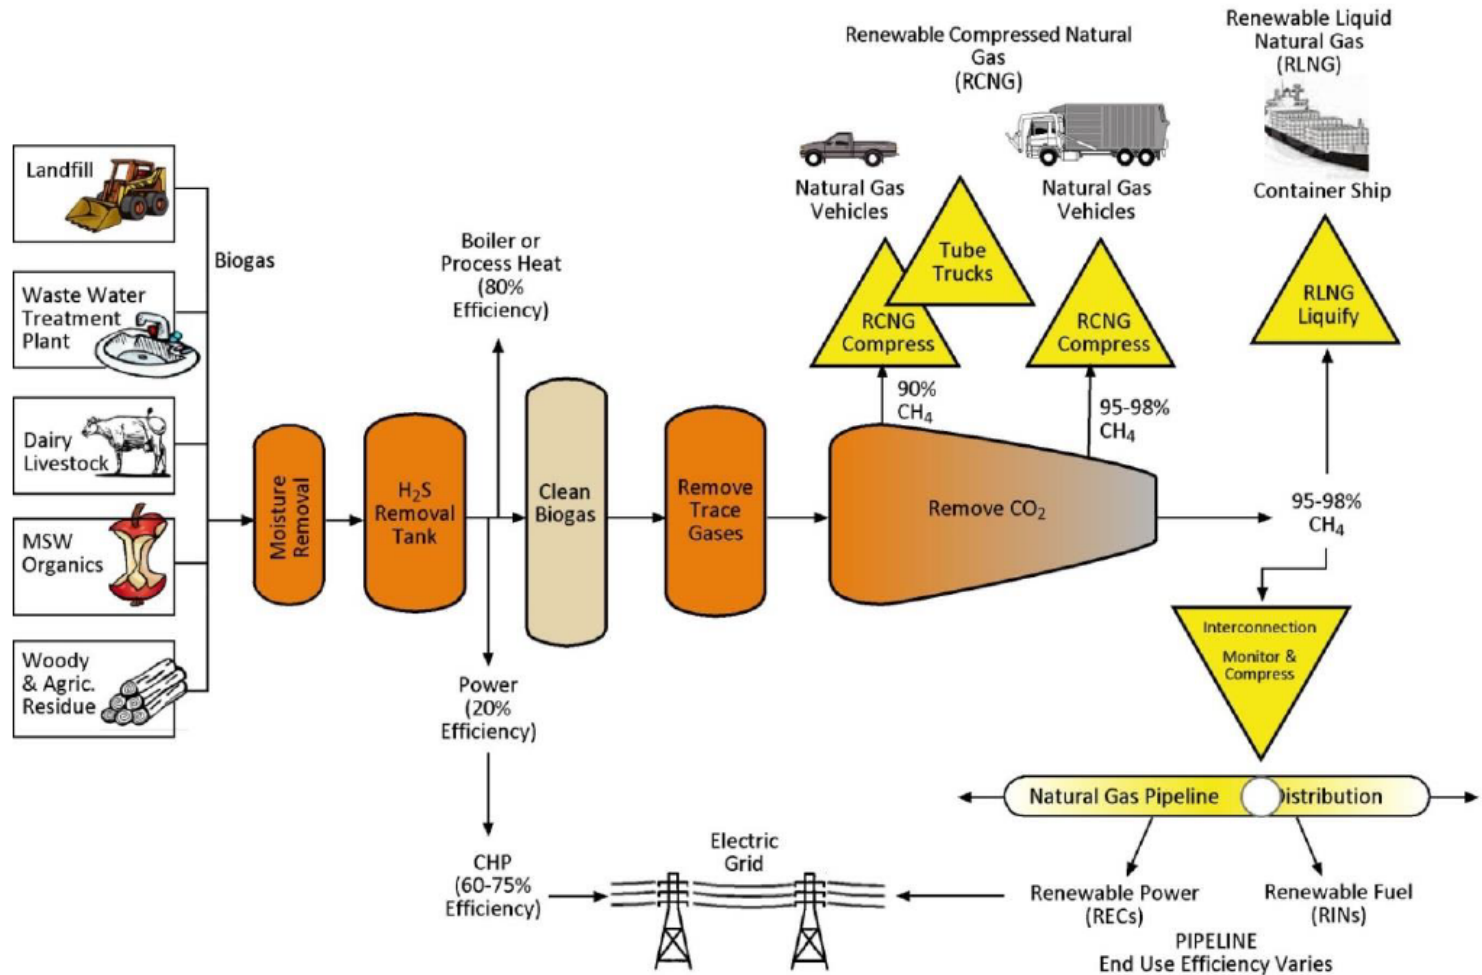 Renewable Compressed Natural
Gas
(RCNG)
Renewable Liquid
Natural Gas
(RLNG)
Natural Gas
Vehicles
Natural Gas
Vehicles
Container Ship
Landfill
Biogas
Waste Water
Treatment
Plant
Dairy
Livestock
MSW
Organics
Woody
& Agric.
Residue
Boiler or
Process Heat
(80%
Efficiency)
Tube
Trucks
RCNG
Compress
RCNG
Compress
RLNG
Liquify
90%
CH₄
95-98%
CH₄
Moisture
Removal
H₂S
Removal
Tank
Clean
Biogas
Remove
Trace
Gases
Remove CO₂
95-98%
CH₄
Interconnection
Monitor &
Compress
Power
(20%
Efficiency)
CHP
(60-75%
Efficiency)
Electric
Grid
Natural Gas Pipeline
istribution
Renewable Power
(RECs)
Renewable Fuel
(RINs)
PIPELINE
End Use Efficiency Varies